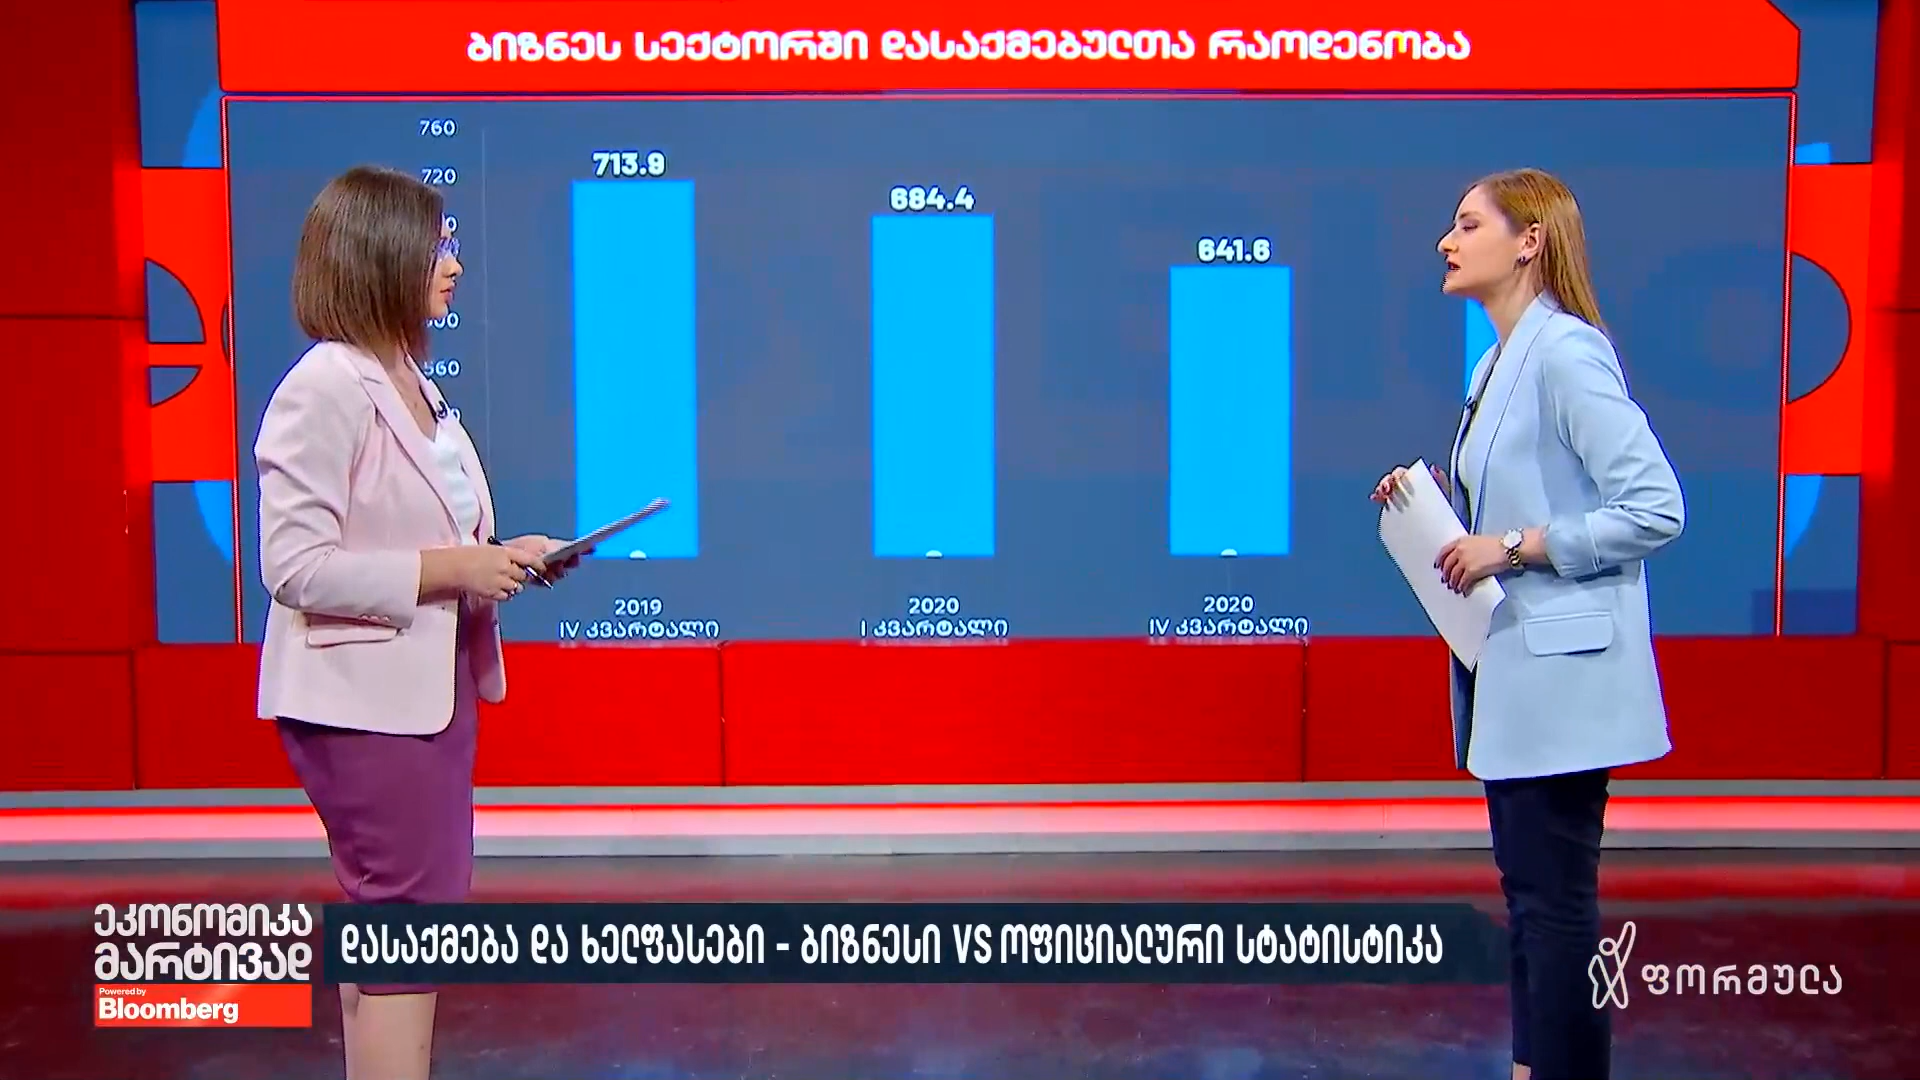 ბიზნეს სექტორში დასაქმებულთა რაოდენობა
760
720
560
713.9
684.4
641.6
2019
IV კვარტალი
2020
I კვარტალი
2020
IV კვარტალი
ეკონომიკა
მარტივად
Powered by
Bloomberg
დასაქმება და ხელფასები - ბიზნესი VS ოფიციალური სტატისტიკა
ფორმულა